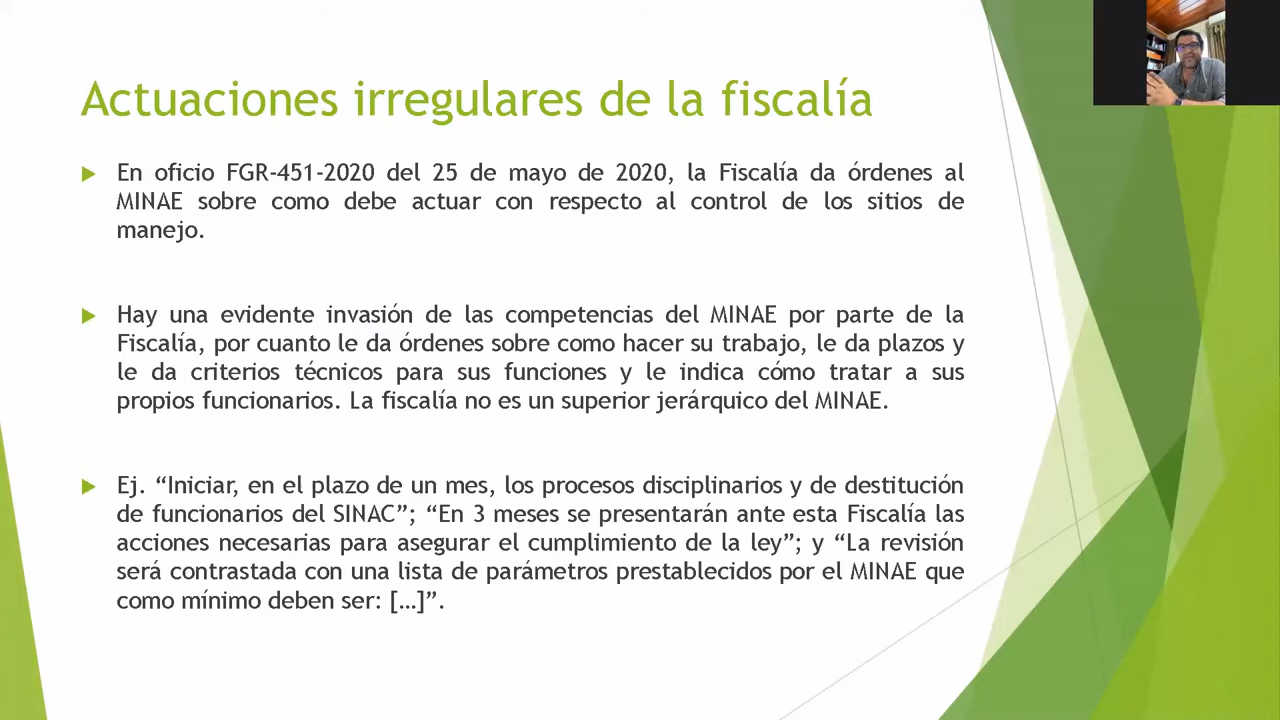 Actuaciones irregulares de la fiscalía
En oficio FGR-451-2020 del 25 de mayo de 2020, la Fiscalía da órdenes al
MINAE sobre como debe actuar con respecto al control de los sitios de
manejo.
Hay una evidente invasión de las competencias del MINAE por parte de la
Fiscalía, por cuanto le da órdenes sobre como hacer su trabajo, le da plazos y
le da criterios técnicos para sus funciones y le indica cómo tratar a sus
propios funcionarios. La fiscalía no es un superior jerárquico del MINAE.
Ej. “Iniciar, en el plazo de un mes, los procesos disciplinarios y de destitución
de funcionarios del SINAC”; “En 3 meses se presentarán ante esta Fiscalía las
acciones necesarias para asegurar el cumplimiento de la ley”; y “La revisión
será contrastada con una lista de parámetros prestablecidos por el MINAE que
como mínimo deben ser: […]”.